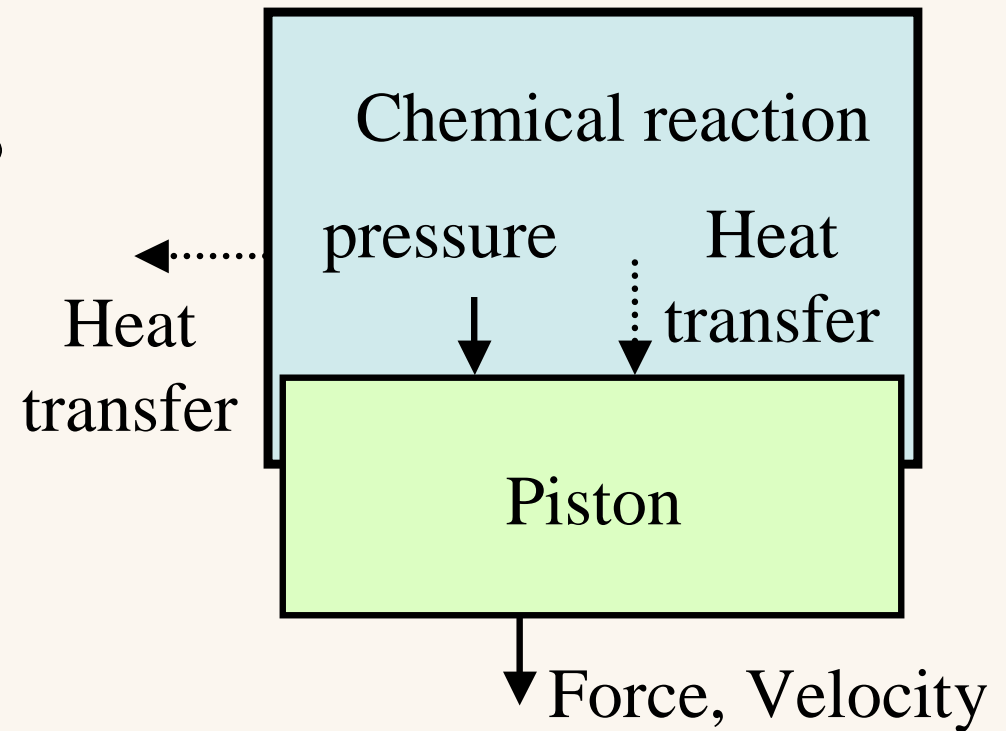 Chemical reaction
pressure
Heat
transfer
Heat
transfer
Piston
Force, Velocity